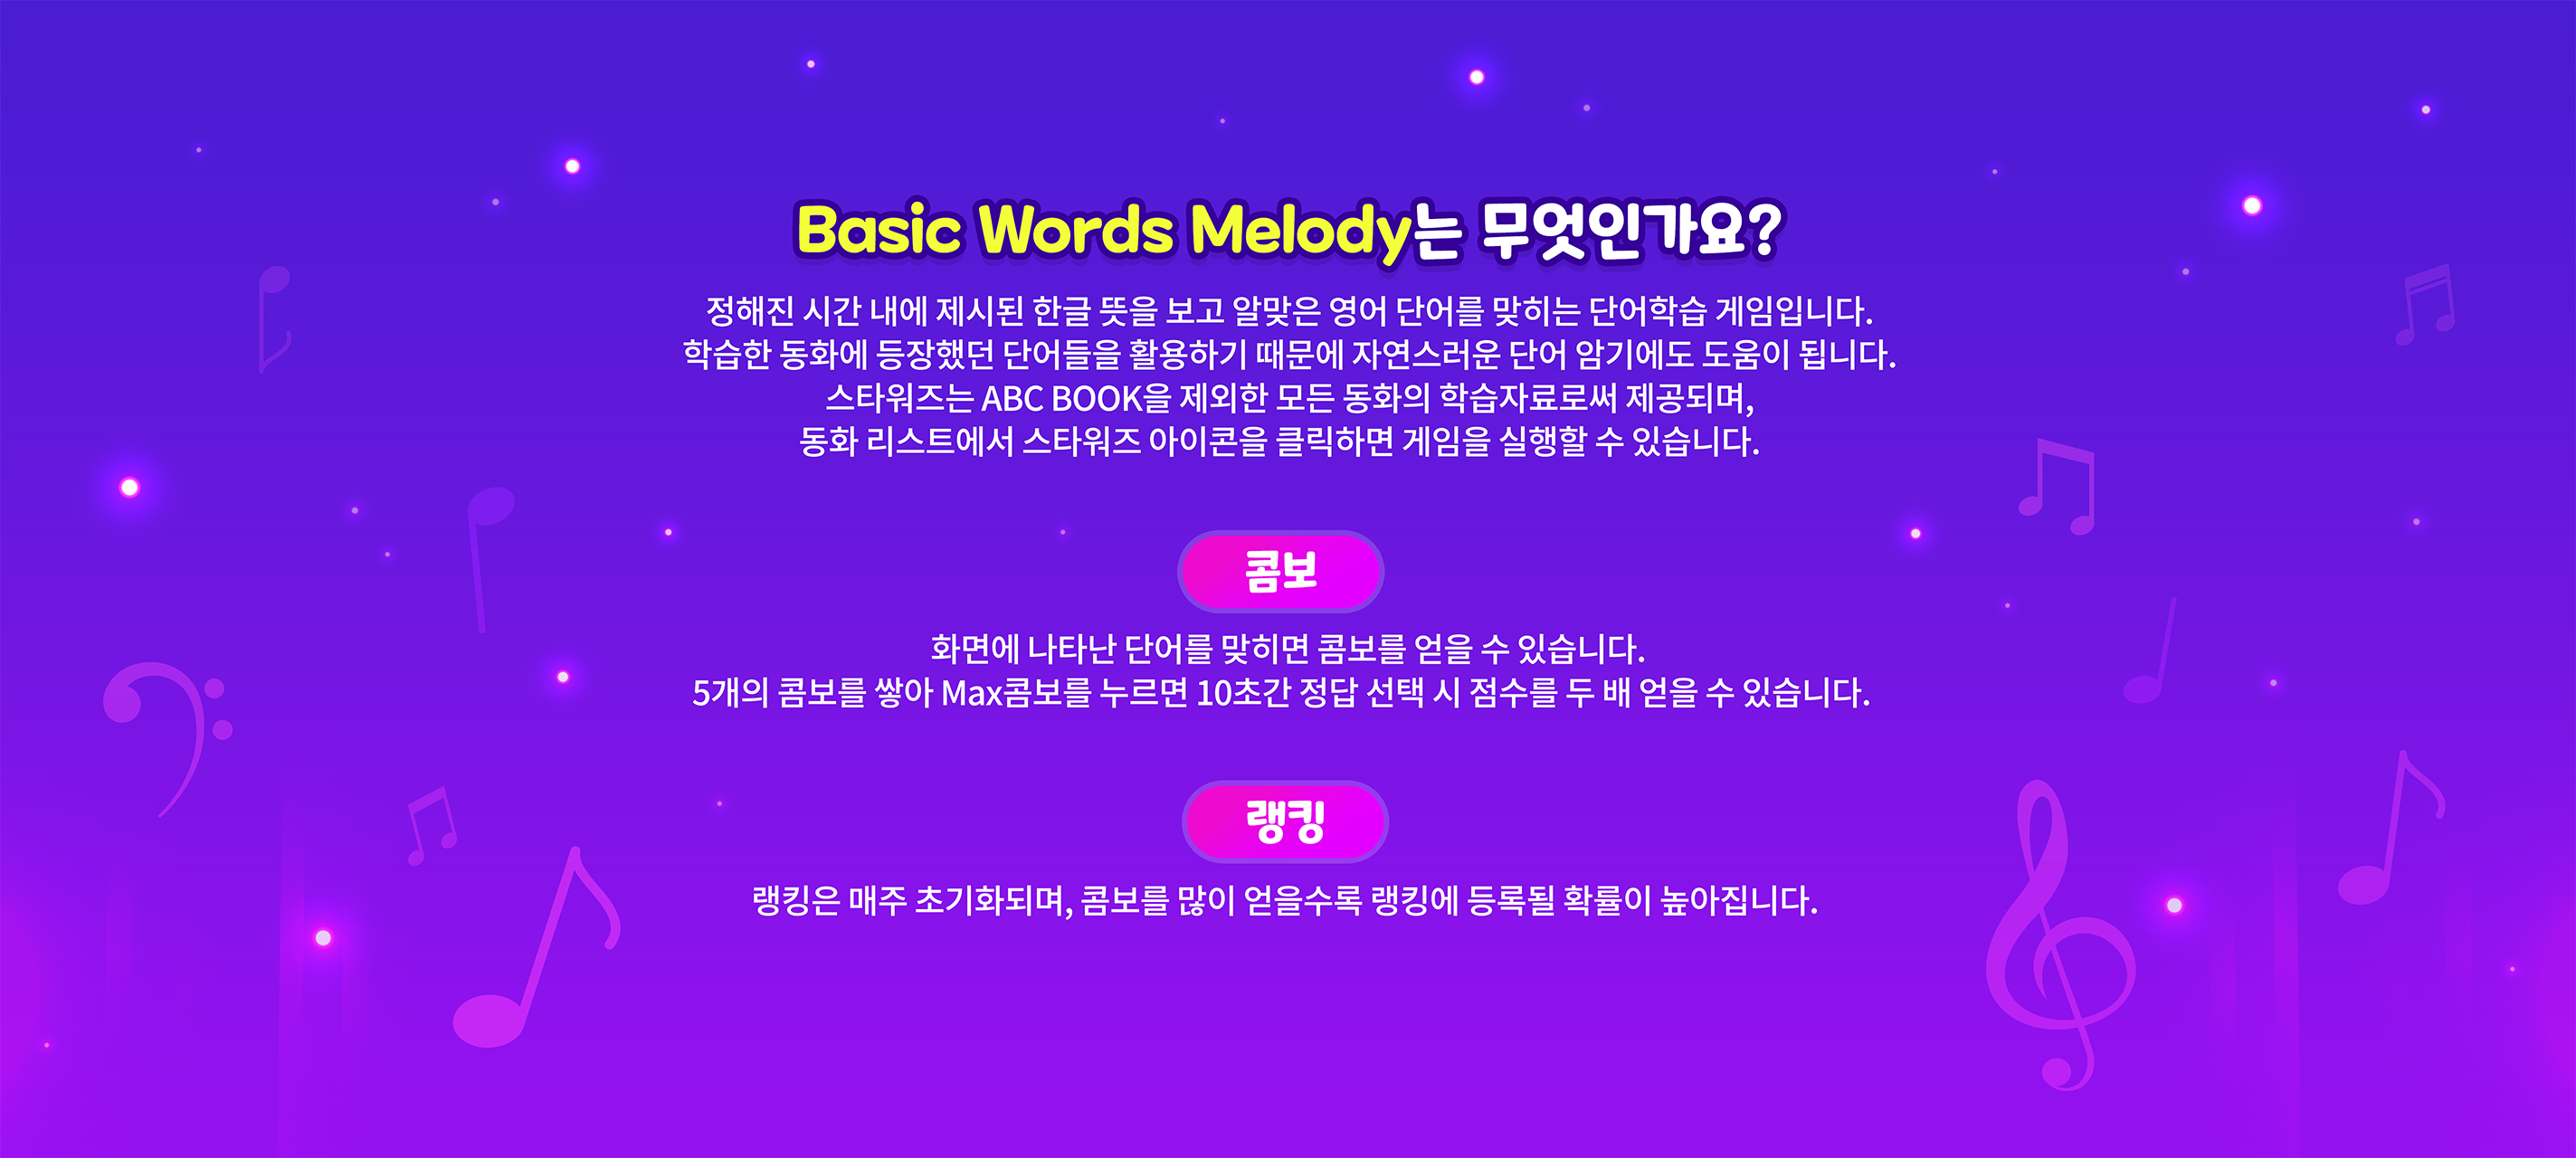 Basic Words Melody는 무엇인가요?
정해진 시간 내에 제시된 한글 뜻을 보고 알맞은 영어 단어를 맞히는 단어학습 게임입니다.
학습한 동화에 등장했던 단어들을 활용하기 때문에 자연스러운 단어 암기에도 도움이 됩니다.
스타워즈는 ABC BOOK을 제외한 모든 동화의 학습자료로써 제공되며,
동화 리스트에서 스타워즈 아이콘을 클릭하면 게임을 실행할 수 있습니다.
콤보
화면에 나타난 단어를 맞히면 콤보를 얻을 수 있습니다.
5개의 콤보를 쌓아 Max콤보를 누르면 10초간 정답 선택 시 점수를 두 배 얻을 수 있습니다.
랭킹
랭킹은 매주 초기화되며, 콤보를 많이 얻을수록 랭킹에 등록될 확률이 높아집니다.